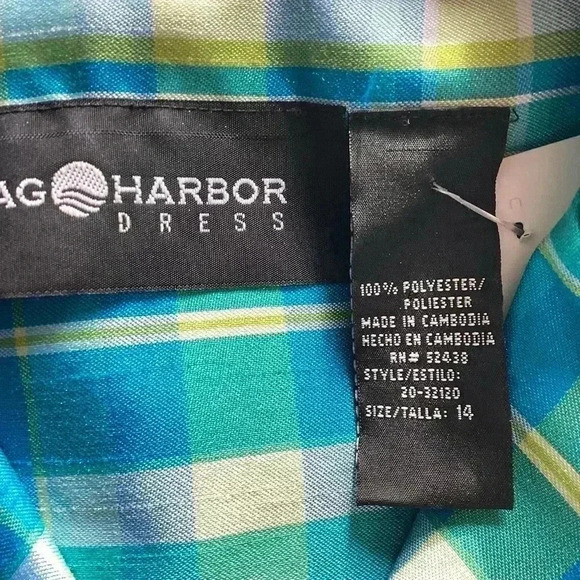 AG HARBOR
DRESS
100% POLYESTER/
POLIESTER
MADE IN CAMBODIA
HECHO EN CAMBODIA
RN# 52438
STYLE/ESTILO:
20-32120
SIZE/TALLA: 14